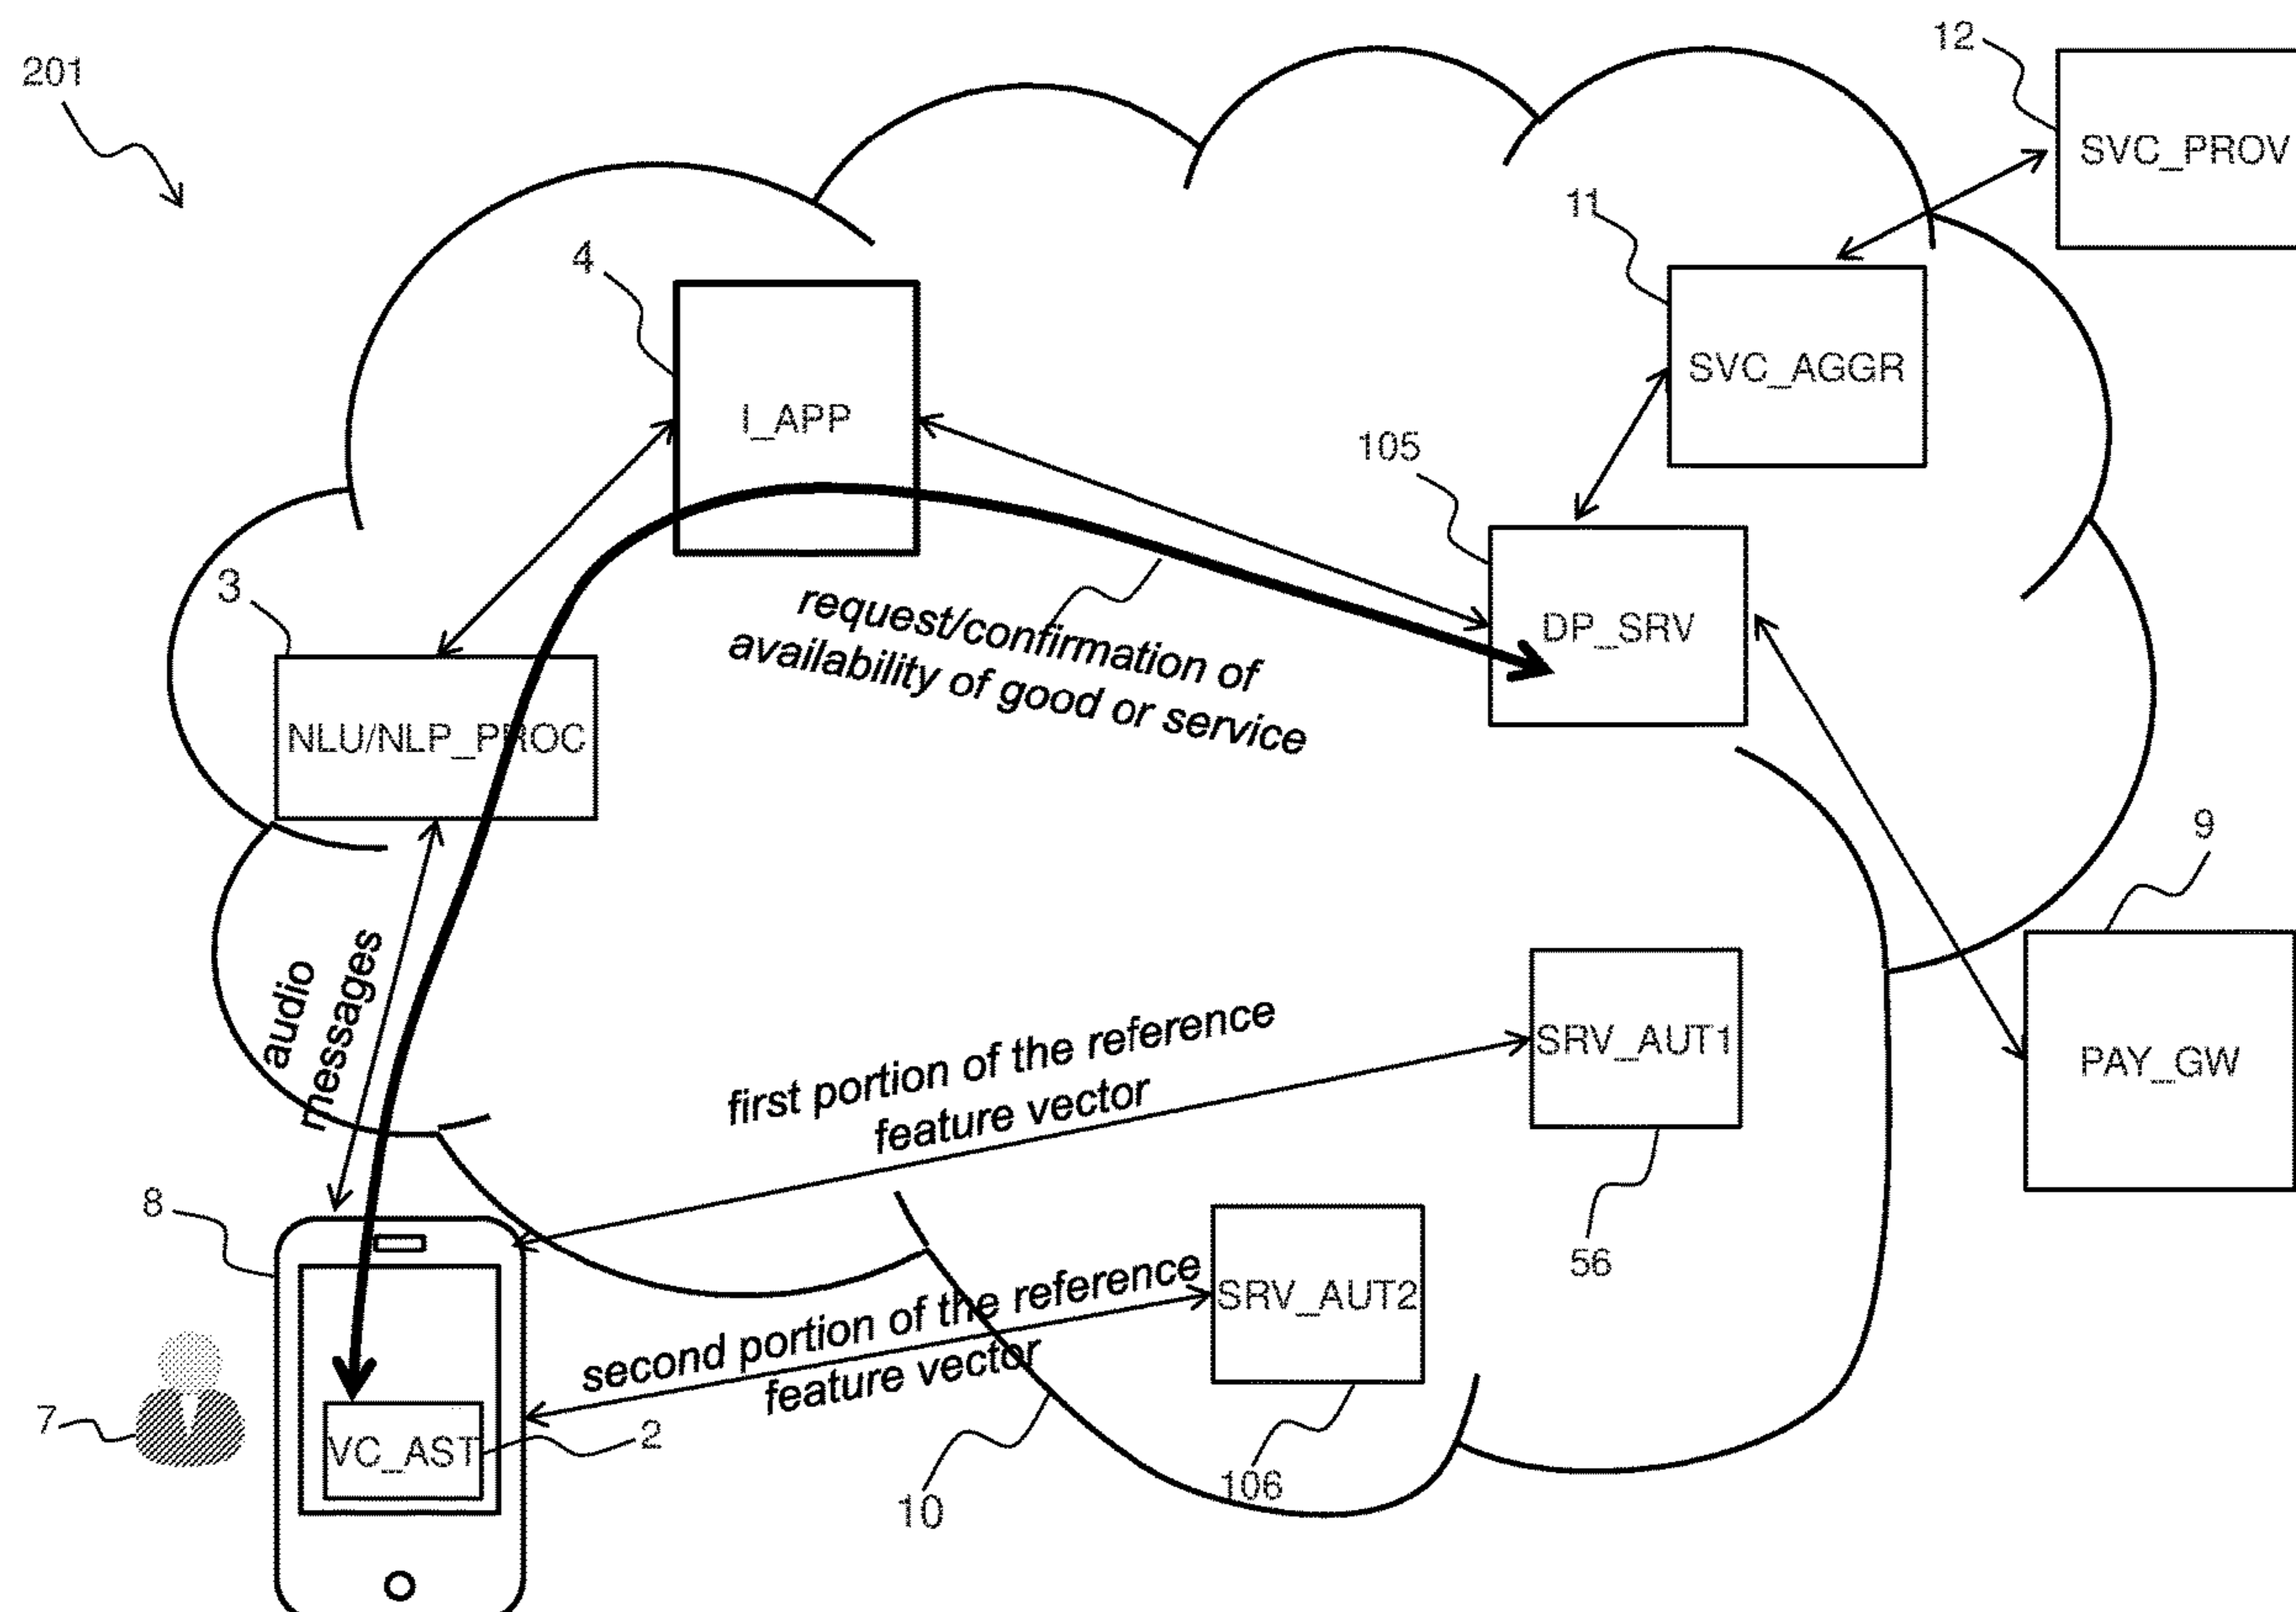 201
12
SVC_PROV
11
SVC_AGGR
4
I_APP
105
DP_SRV
request/confirmation of
availability of good or service
3
NLU/NLP_PROC
audio
messages
9
PAY_GW
first portion of the reference
feature vector
SRV_AUT1
56
8
second portion of the reference
feature vector
SRV_AUT2
106
7
VC_AST
2
10